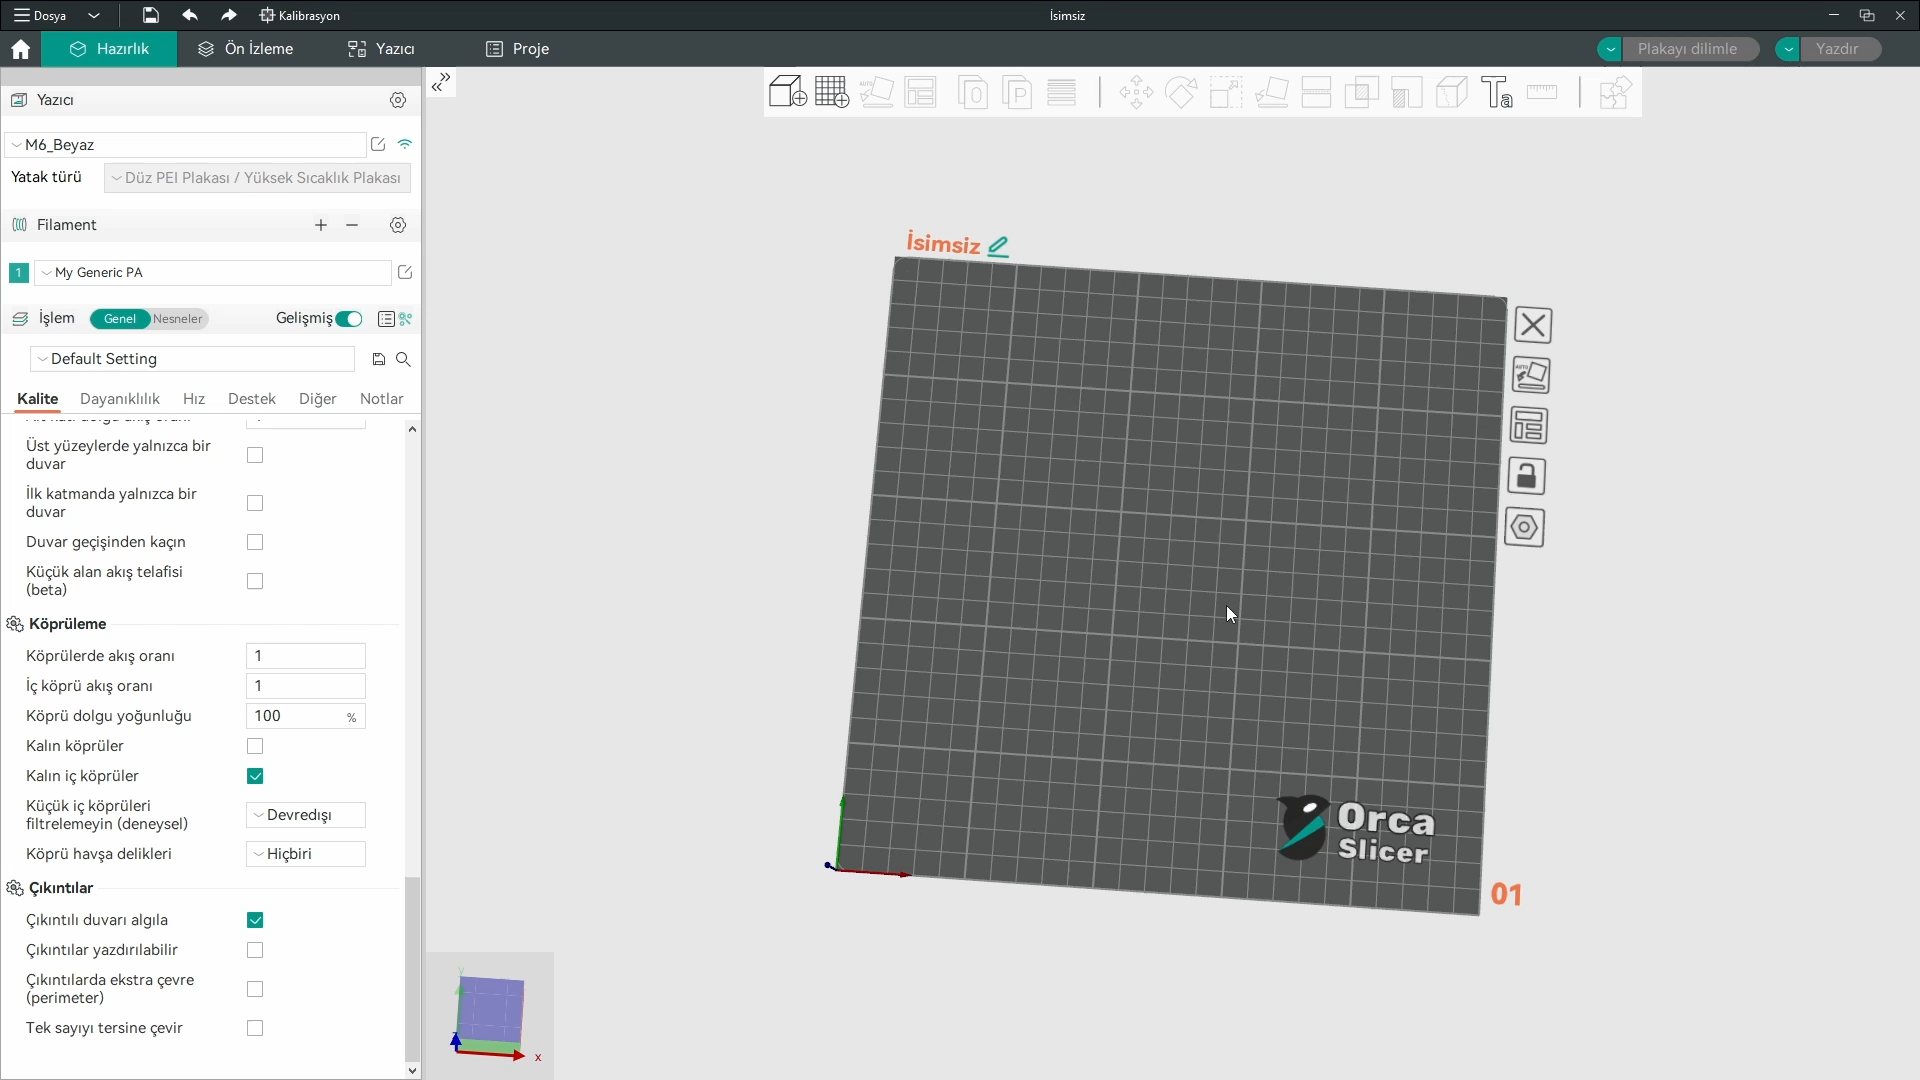 Dosya
Kalibrasyon
İsimsiz
Hazırlık
Ön İzleme
Yazıcı
Proje
Plakayı dilimle
Yazdır
Yazıcı
M6_Beyaz
Yatak türü
Düz PEI Plakası / Yüksek Sıcaklık Plakası
Filament
1
My Generic PA
İşlem
Genel
Nesneler
Gelişmiş
Default Setting
Kalite
Dayanıklılık
Hız
Destek
Diğer
Notlar
Üst yüzeylerde yalnızca bir
duvar
İlk katmanda yalnızca bir
duvar
Duvar geçişinden kaçın
Küçük alan akış telafisi
(beta)
Köprüleme
Köprülerde akış oranı
1
İç köprü akış oranı
1
Köprü dolgu yoğunluğu
100 %
Kalın köprüler
Kalın iç köprüler
Küçük iç köprüleri
filtrelemeyin (deneysel)
Devredışı
Köprü havşa delikleri
Hiçbiri
Çıkıntılar
Çıkıntılı duvarı algıla
Çıkıntılar yazdırılabilir
Çıkıntılarda ekstra çevre
(perimeter)
Tek sayıyı tersine çevir
İsimsiz
AUTO
Orca
Slicer
01
y
x